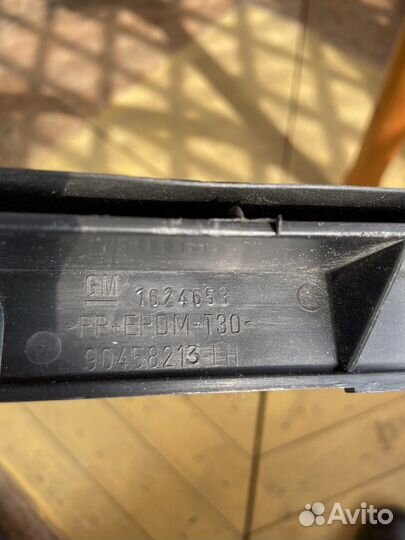 GM 1624653
>PP+EPDM-T30<
90458213-LH
Avito